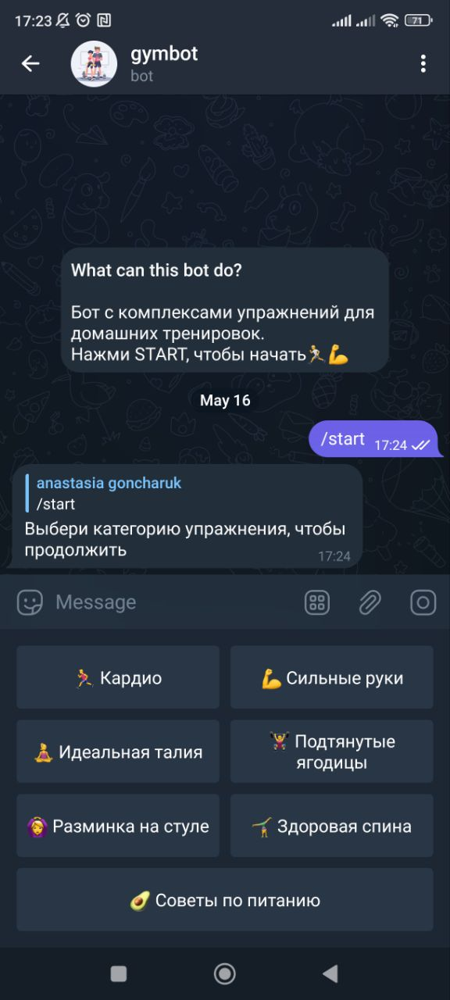 17:23
71
gymbot
bot
What can this bot do?
Бот с комплексами упражнений для
домашних тренировок.
Нажми START, чтобы начать🏃💪
May 16
/start 17:24
anastasia goncharuk
/start
Выбери категорию упражнения, чтобы
продолжить
17:24
Message
🏃 Кардио
💪 Сильные руки
🧘 Идеальная талия
🏋 Подтянутые
ягодицы
🙆 Разминка на стуле
🤸 Здоровая спина
🥑 Советы по питанию